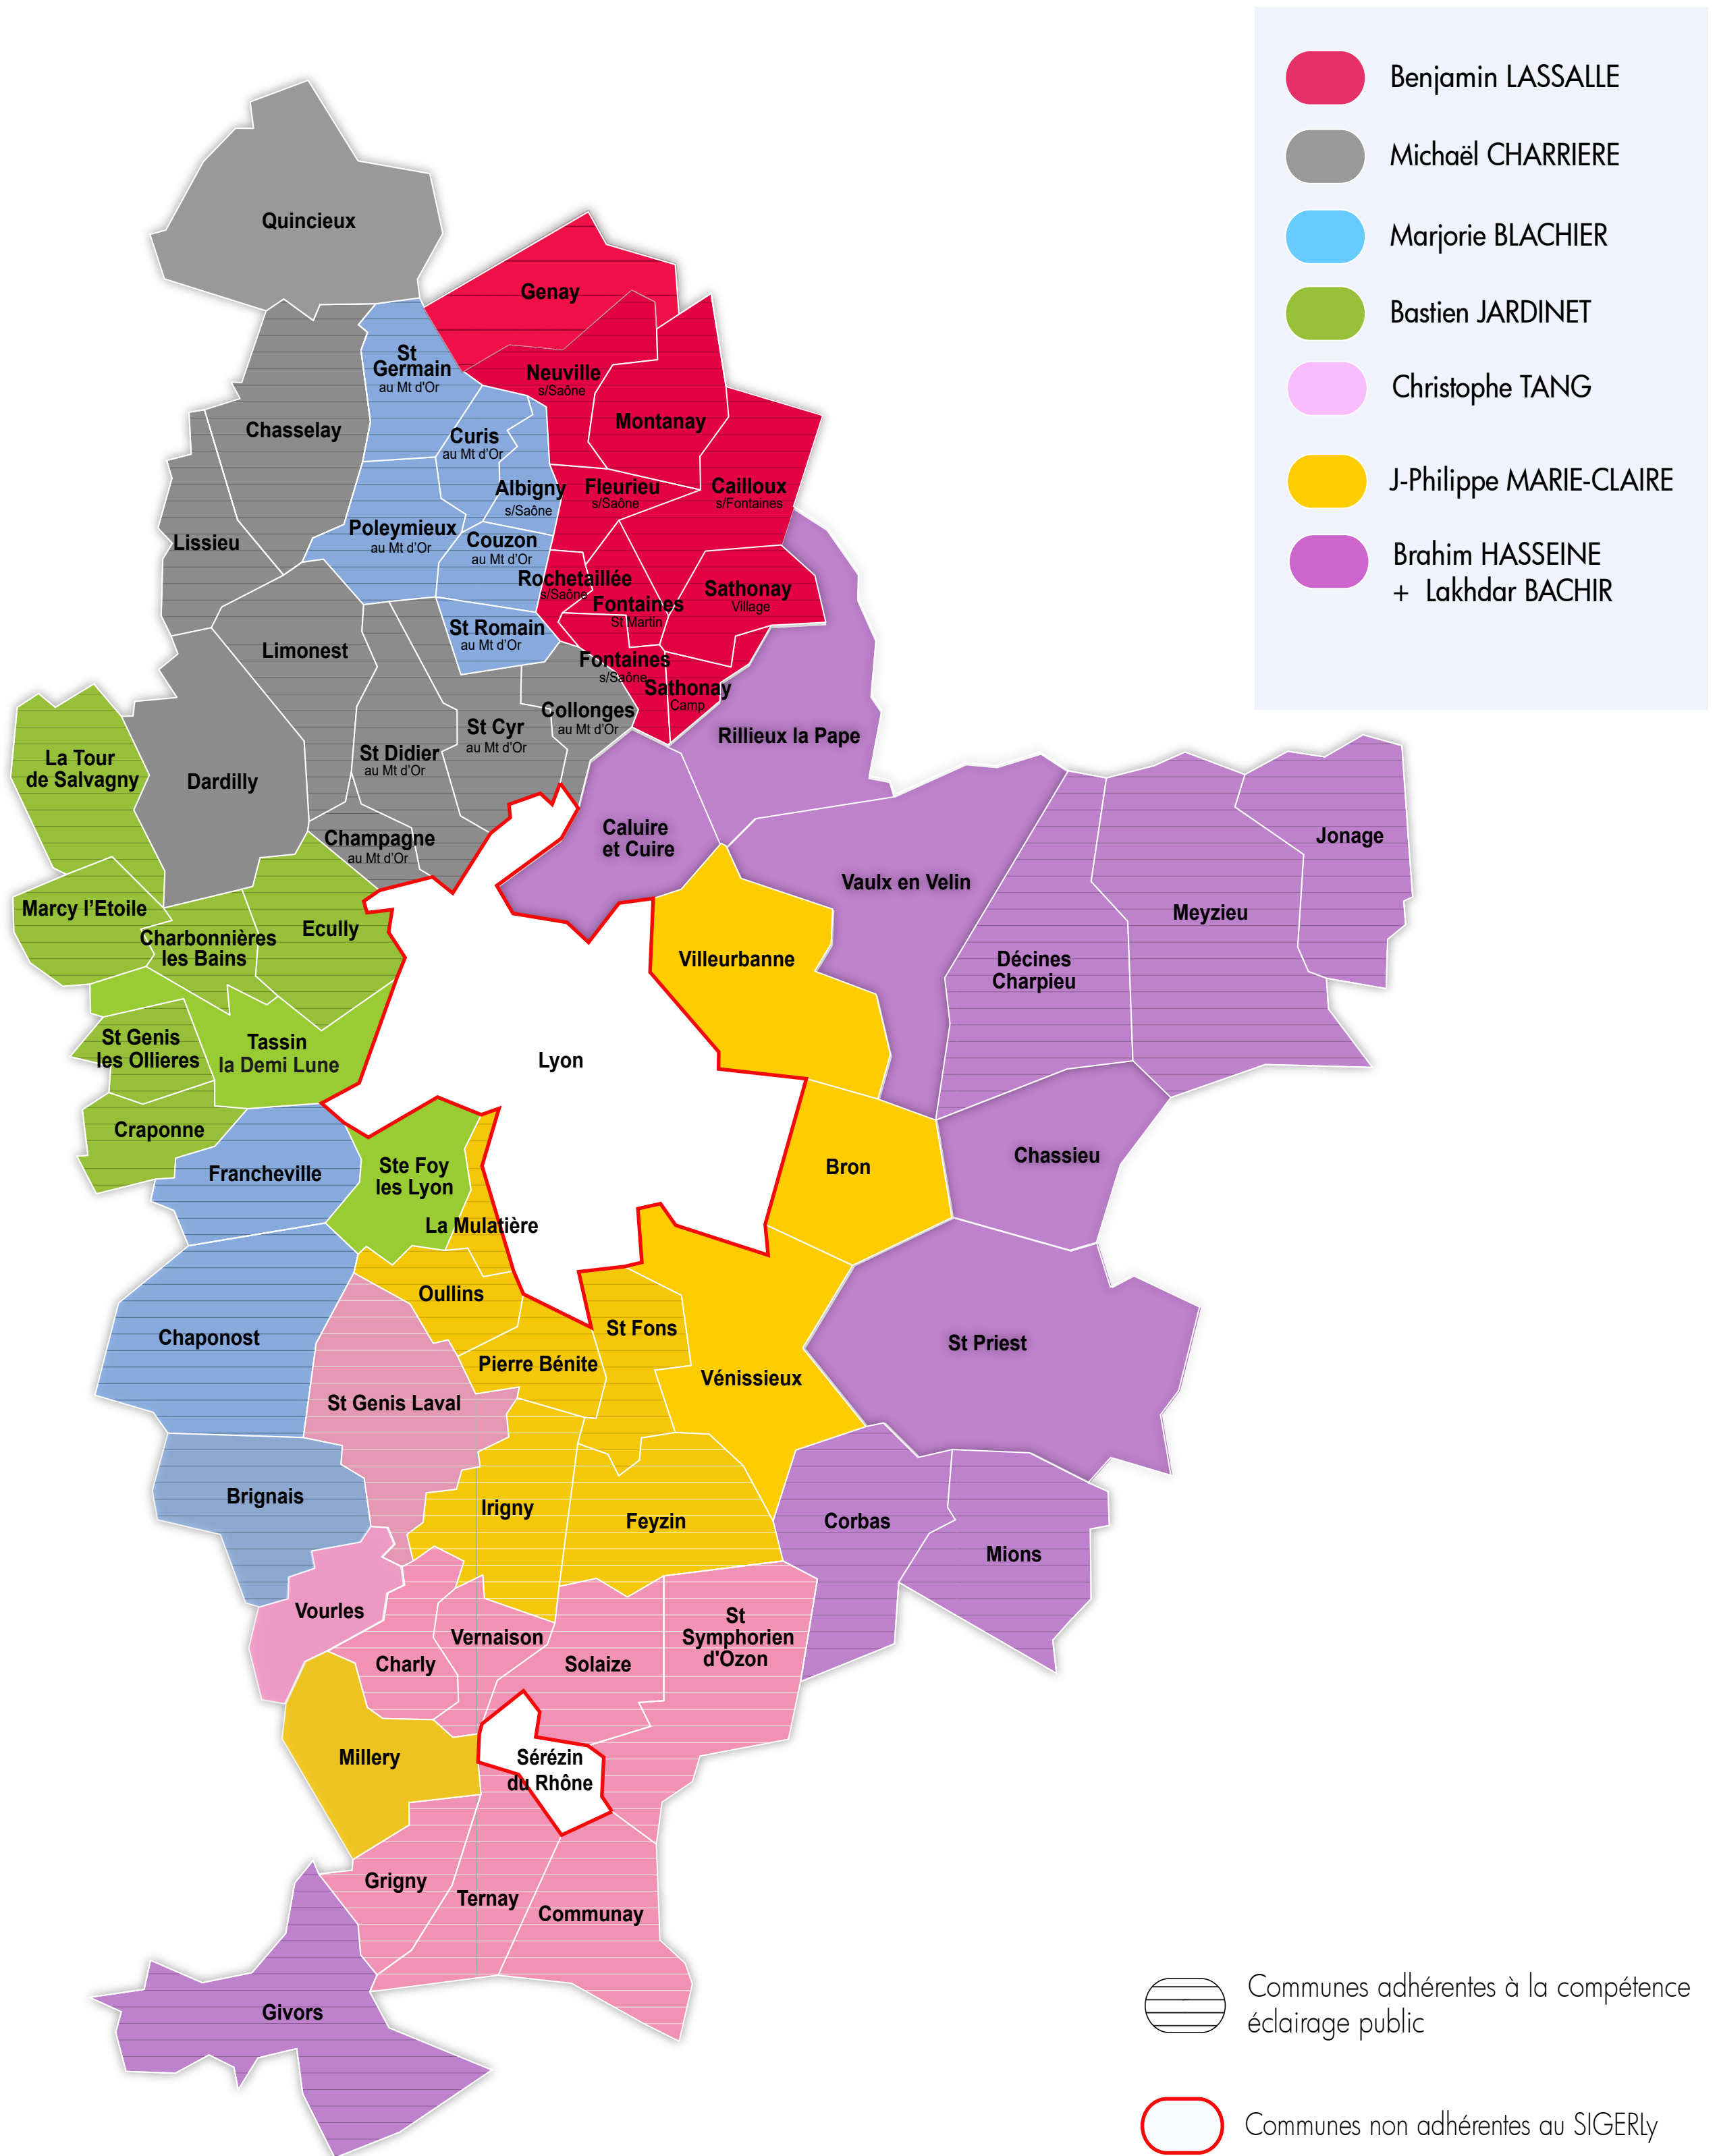 Benjamin LASSALLE
Michaël CHARRIERE
Marjorie BLACHIER
Bastien JARDINET
Christophe TANG
J-Philippe MARIE-CLAIRE
Brahim HASSEINE
+ Lakhdar BACHIR
Quincieux
Genay
St
Germain
au Mt d'Or
Neuville
s/Saône
Montanay
Chasselay
Curis
au Mt d'Or
Albigny
s/Saône
Fleurieu
s/Saône
Cailloux
s/Fontaines
Lissieu
Poleymieux
au Mt d'Or
Couzon
au Mt d'Or
Rochetaillée
s/Saône
Fontaines
St Martin
Sathonay
Village
Limonest
St Romain
au Mt d'Or
Fontaines
s/Saône
Sathonay
Camp
Collonges
au Mt d'Or
St Cyr
au Mt d'Or
St Didier
au Mt d'Or
Rillieux la Pape
La Tour
de Salvagny
Dardilly
Champagne
au Mt d'Or
Caluire
et Cuire
Jonage
Vaulx en Velin
Meyzieu
Marcy l'Etoile
Charbonnières
les Bains
Ecully
Villeurbanne
Décines
Charpieu
St Genis
les Ollieres
Tassin
la Demi Lune
Lyon
Craponne
Francheville
Ste Foy
les Lyon
Bron
Chassieu
La Mulatière
Oullins
Chaponost
St Fons
St Priest
Pierre Bénite
Vénissieux
St Genis Laval
Brignais
Irigny
Feyzin
Corbas
Mions
Vourles
Vernaison
Charly
Solaize
St
Symphorien
d'Ozon
Millery
Sérézin
du Rhône
Grigny
Ternay
Communay
Givors
Communes adhérentes à la compétence
éclairage public
Communes non adhérentes au SIGERLy